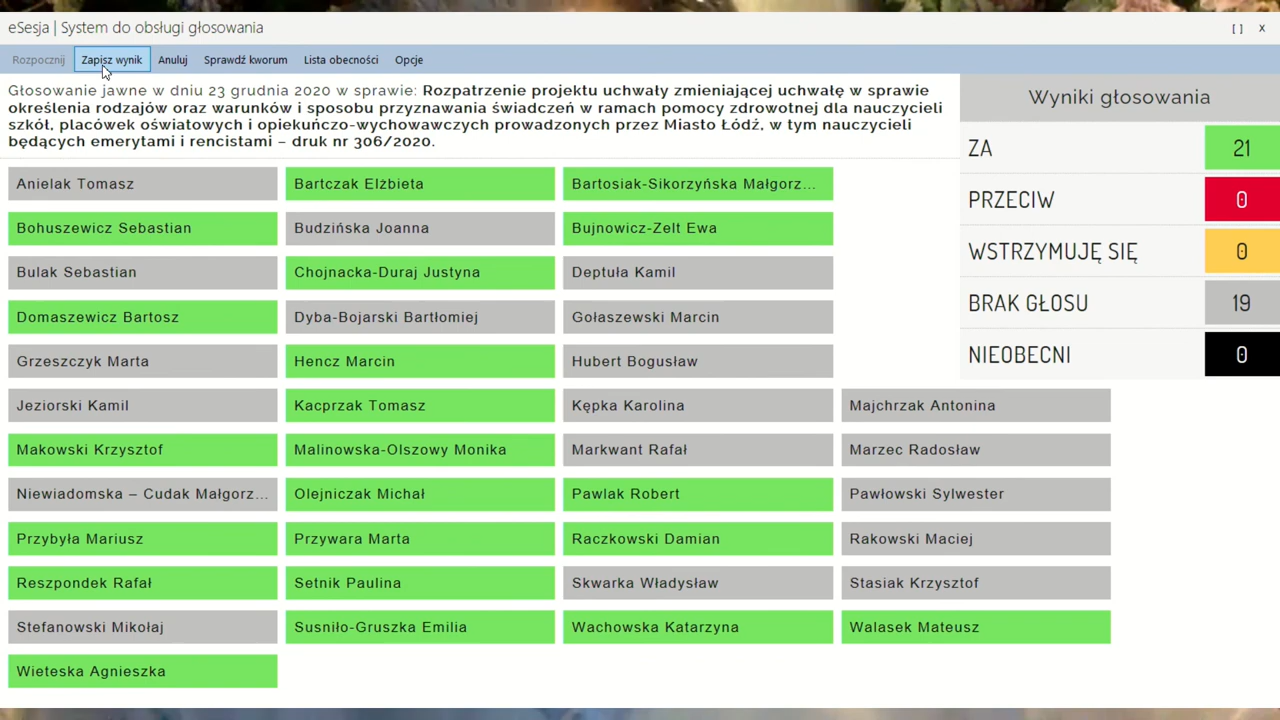 eSesja | System do obsługi głosowania
[ ] X
Rozpocznij Zapisz wynik Anuluj Sprawdź kworum Lista obecności Opcje
Głosowanie jawne w dniu 23 grudnia 2020 w sprawie: Rozpatrzenie projektu uchwały zmieniającej uchwałę w sprawie
określenia rodzajów oraz warunków i sposobu przyznawania świadczeń w ramach pomocy zdrowotnej dla nauczycieli
szkół, placówek oświatowych i opiekuńczo-wychowawczych prowadzonych przez Miasto Łódź, w tym nauczycieli
będących emerytami i rencistami – druk nr 306/2020.
Wyniki głosowania
ZA 21
PRZECIW 0
WSTRZYMUJĘ SIĘ 0
BRAK GŁOSU 19
NIEOBECNI 0
Anielak Tomasz Bartczak Elżbieta Bartosiak-Sikorzyńska Małgorz...
Bohuszewicz Sebastian Budzińska Joanna Bujnowicz-Zelt Ewa
Bulak Sebastian Chojnacka-Duraj Justyna Deptuła Kamil
Domaszewicz Bartosz Dyba-Bojarski Bartłomiej Gołaszewski Marcin
Grzeszczyk Marta Hencz Marcin Hubert Bogusław
Jeziorski Kamil Kacprzak Tomasz Kępka Karolina Majchrzak Antonina
Makowski Krzysztof Malinowska-Olszowy Monika Markwant Rafał Marzec Radosław
Niewiadomska – Cudak Małgorz... Olejniczak Michał Pawlak Robert Pawłowski Sylwester
Przybyła Mariusz Przywara Marta Raczkowski Damian Rakowski Maciej
Reszpondek Rafał Setnik Paulina Skwarka Władysław Stasiak Krzysztof
Stefanowski Mikołaj Susniło-Gruszka Emilia Wachowska Katarzyna Walasek Mateusz
Wieteska Agnieszka